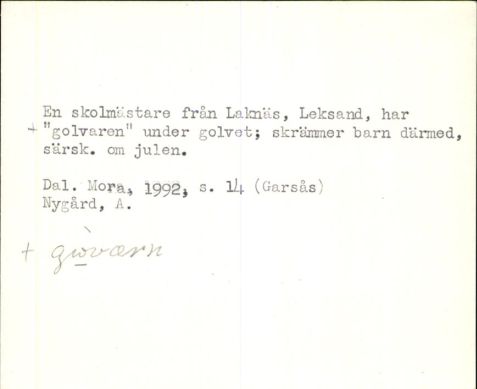 En skolmästare från Laknäs, Leksand, har
+ "golvaren" under golvet; skrämmer barn därmed,
särsk. om julen.
Dal. Mora, 1992, s. 14 (Garsås)
Nygård, A.
+